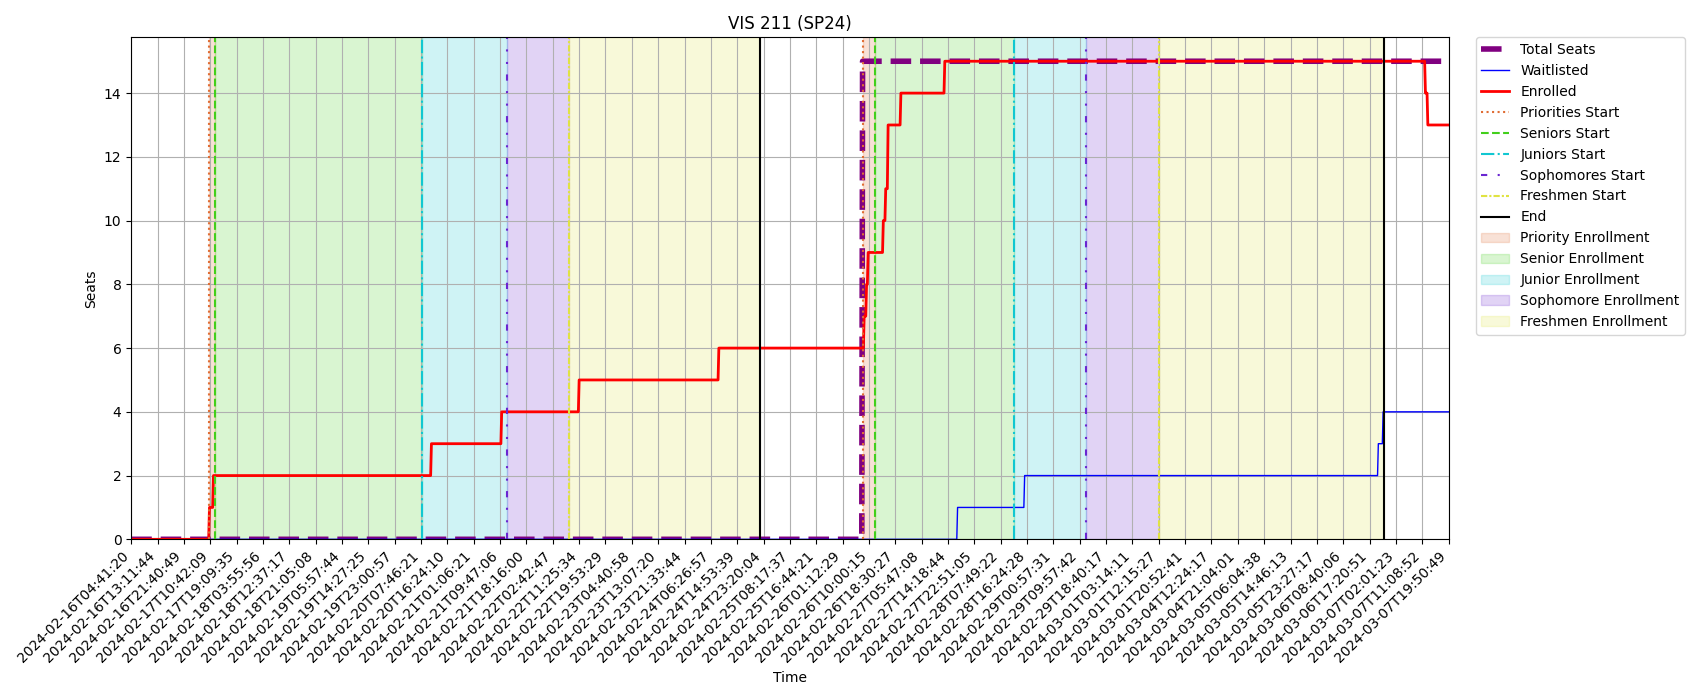 VIS 211 (SP24)
Total Seats
Waitlisted
Enrolled
Priorities Start
Seniors Start
Juniors Start
Sophomores Start
Freshmen Start
End
Priority Enrollment
Senior Enrollment
Junior Enrollment
Sophomore Enrollment
Freshmen Enrollment
Seats
14
12
10
8
6
4
2
0
2024-02-16T04:41:20
2024-02-16T13:11:44
2024-02-16T21:40:49
2024-02-17T10:42:09
2024-02-17T19:09:35
2024-02-18T03:55:56
2024-02-18T12:37:17
2024-02-18T21:05:08
2024-02-19T05:57:44
2024-02-19T14:27:25
2024-02-19T23:00:57
2024-02-20T07:46:21
2024-02-20T16:24:10
2024-02-21T01:06:21
2024-02-21T09:47:06
2024-02-21T18:16:00
2024-02-22T02:42:47
2024-02-22T11:25:34
2024-02-22T19:53:29
2024-02-23T04:40:58
2024-02-23T13:07:20
2024-02-23T21:33:44
2024-02-24T06:26:57
2024-02-24T14:53:39
2024-02-24T23:20:04
2024-02-25T08:17:37
2024-02-25T16:44:21
2024-02-26T01:12:29
2024-02-26T10:00:15
2024-02-26T18:30:27
2024-02-27T05:47:08
2024-02-27T14:18:44
2024-02-27T22:51:05
2024-02-28T07:49:22
2024-02-28T16:24:28
2024-02-29T00:57:31
2024-02-29T09:57:42
2024-02-29T18:40:17
2024-03-01T03:14:11
2024-03-01T12:15:27
2024-03-01T20:52:41
2024-03-04T12:24:17
2024-03-04T21:04:01
2024-03-05T06:04:38
2024-03-05T14:46:13
2024-03-05T23:27:17
2024-03-06T08:40:06
2024-03-06T17:20:51
2024-03-07T02:01:23
2024-03-07T11:08:52
2024-03-07T19:50:49
Time